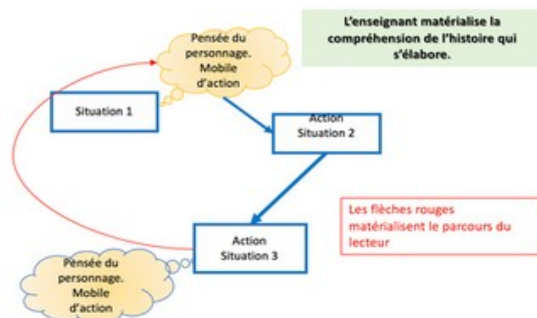 Pensée du
personnage.
Mobile
d'action
L'enseignant matérialise la
compréhension de l'histoire qui
s'élabore.
Situation 1
Action
Situation 2
Les flèches rouges
matérialisent le parcours du
lecteur
Action
Situation 3
Pensée du
personnage.
Mobile
d'action